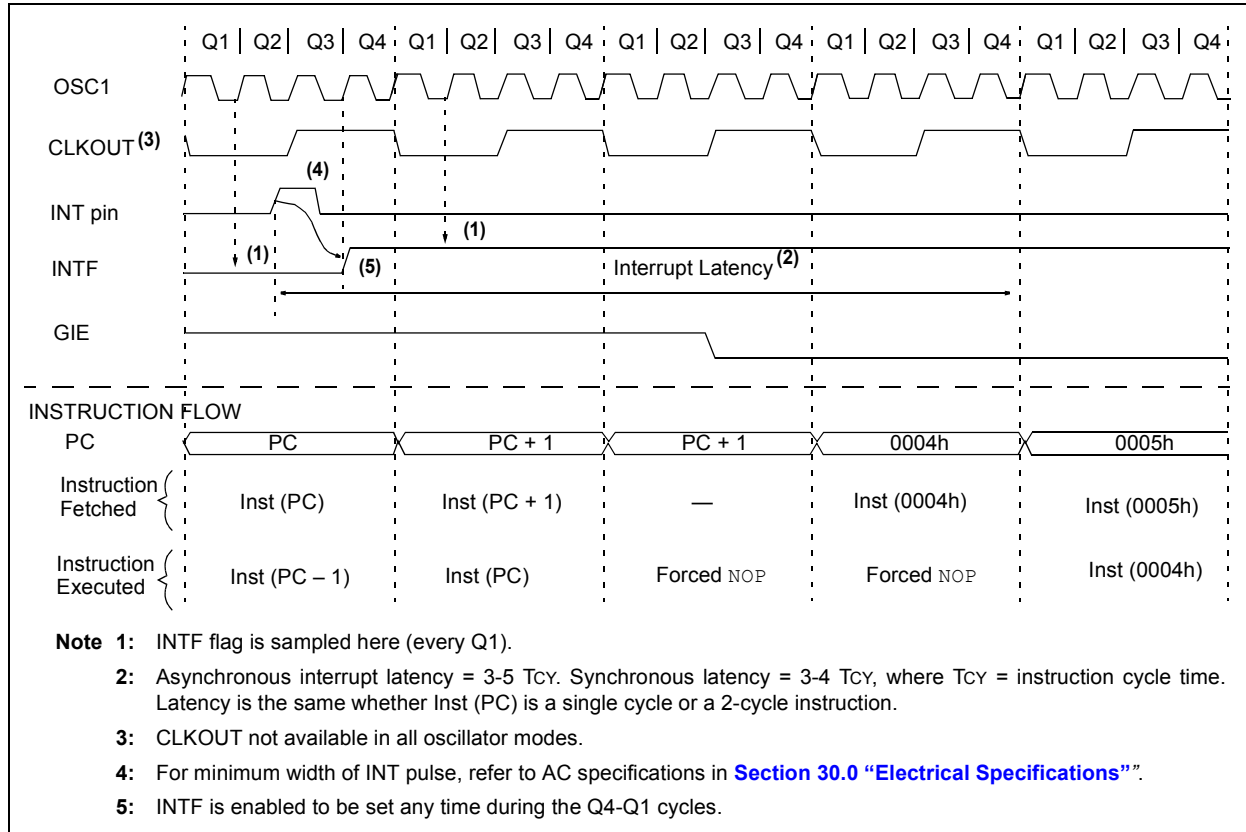 Q1 | Q2 | Q3 | Q4 Q1 | Q2 | Q3 | Q4 Q1 | Q2 | Q3 | Q4 Q1 | Q2 | Q3 | Q4 Q1 | Q2 | Q3 | Q4
OSC1
CLKOUT (3)
(4)
INT pin
(1) (1)
INTF (5) Interrupt Latency (2)
GIE
INSTRUCTION FLOW
PC PC PC + 1 PC + 1 0004h 0005h
Instruction
Fetched Inst (PC) Inst (PC + 1) — Inst (0004h) Inst (0005h)
Instruction
Executed Inst (PC – 1) Inst (PC) Forced NOP Forced NOP Inst (0004h)
Note 1: INTF flag is sampled here (every Q1).
2: Asynchronous interrupt latency = 3-5 TCY. Synchronous latency = 3-4 TCY, where TCY = instruction cycle time.
Latency is the same whether Inst (PC) is a single cycle or a 2-cycle instruction.
3: CLKOUT not available in all oscillator modes.
4: For minimum width of INT pulse, refer to AC specifications in Section 30.0 “Electrical Specifications””.
5: INTF is enabled to be set any time during the Q4-Q1 cycles.